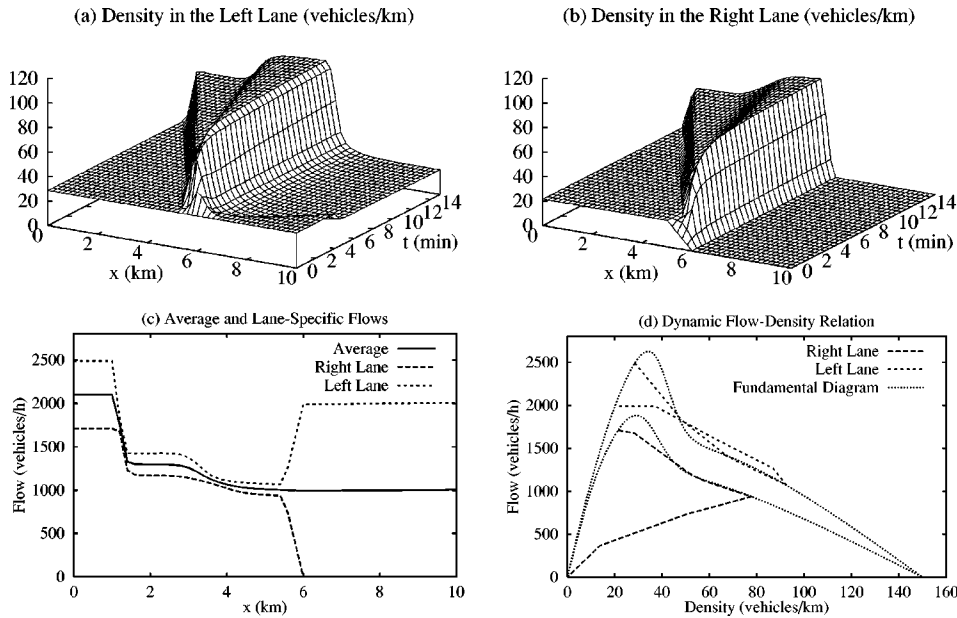 (a) Density in the Left Lane (vehicles/km)
120
100
80
60
40
20
0
0
2
4
6
8
10
x (km)
0
2
4
6
8
10
12
14
t (min)
(b) Density in the Right Lane (vehicles/km)
120
100
80
60
40
20
0
0
2
4
6
8
10
x (km)
0
2
4
6
8
10
12
14
t (min)
(c) Average and Lane-Specific Flows
Average
Right Lane
Left Lane
2500
2000
1500
1000
500
0
Flow (vehicles/h)
0 2 4 6 8 10
x (km)
(d) Dynamic Flow-Density Relation
Right Lane
Left Lane
Fundamental Diagram
2500
2000
1500
1000
500
0
Flow (vehicles/h)
0 20 40 60 80 100 120 140 160
Density (vehicles/km)